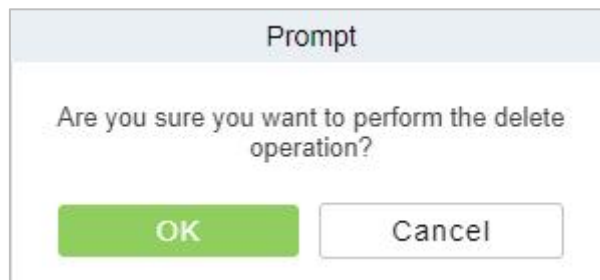 Prompt
Are you sure you want to perform the delete
operation?
OK
Cancel